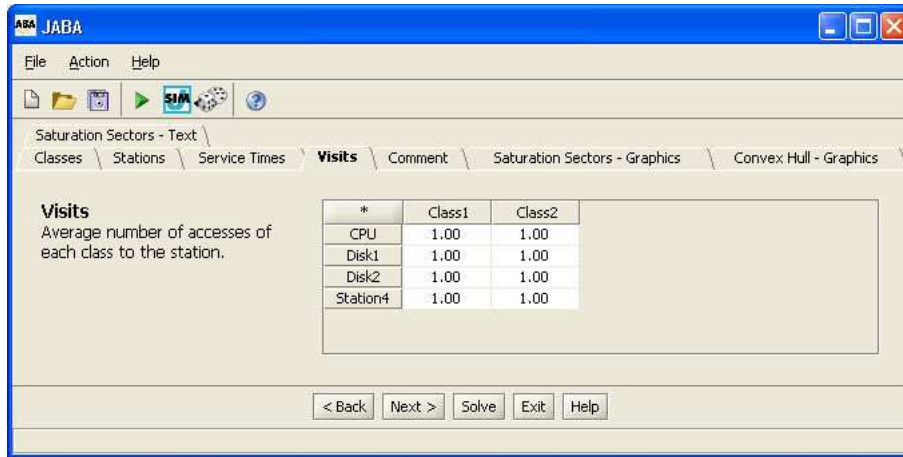 ABA JABA
File Action Help
SIM ?
Saturation Sectors - Text
Classes Stations Service Times Visits Comment Saturation Sectors - Graphics Convex Hull - Graphics
Visits
Average number of accesses of
each class to the station.
* Class1 Class2
CPU 1.00 1.00
Disk1 1.00 1.00
Disk2 1.00 1.00
Station4 1.00 1.00
< Back Next > Solve Exit Help